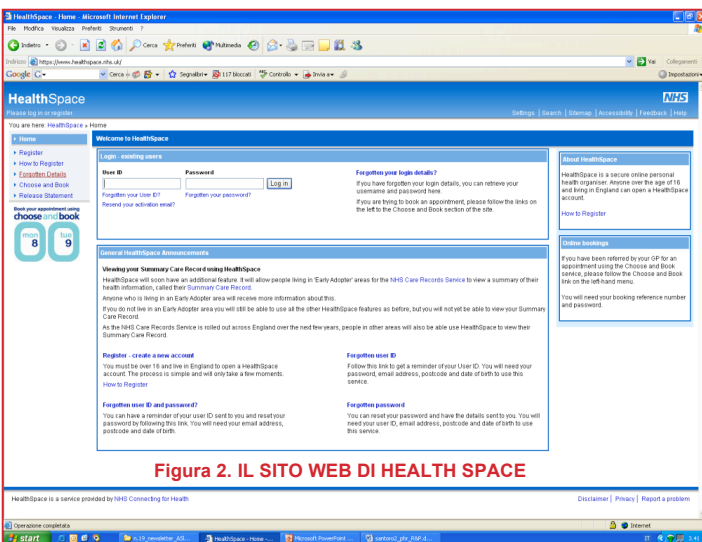 HealthSpace - Home - Microsoft Internet Explorer
File Modifica Visualizza Preferiti Strumenti ?
Indietro Cerca Preferiti Multimedia
Indirizzo https://www.healthspace.nhs.uk/ Vai Collegamenti
Google G Cerca Segnalibri 117 bloccati Controllo Invia a Impostazioni
HealthSpace NHS
Please log in or register Settings | Search | Sitemap | Accessibility | Feedback | Help
You are here: HealthSpace » Home
Home
Register
How to Register
Forgotten Details
Choose and Book
Release Statement
Book your appointment using
choose and book
mon tue
8 9
Welcome to HealthSpace
Login - existing users
User ID Password
Log in
Forgotten your User ID? Forgotten your password?
Resend your activation email?
Forgotten your login details?
If you have forgotten your login details, you can retrieve your
username and password here.
If you are trying to book an appointment, please follow the links on
the left to the Choose and Book section of the site.
General HealthSpace Announcements
Viewing your Summary Care Record using HealthSpace
HealthSpace will soon have an additional feature. It will allow people living in 'Early Adopter' areas for the NHS Care Records Service to view a summary of their
health information, called their Summary Care Record.
Anyone who is living in an Early Adopter area will receive more information about this.
If you do not live in an Early Adopter area you will still be able to use all the other HealthSpace features as before, but you will not yet be able to view your Summary
Care Record.
As the NHS Care Records Service is rolled out across England over the next few years, people in other areas will also be able use HealthSpace to view their
Summary Care Record.
Register - create a new account
You must be over 16 and live in England to open a HealthSpace
account. The process is simple and will only take a few moments.
How to Register
Forgotten user ID
Follow this link to get a reminder of your User ID. You will need your
password, email address, postcode and date of birth to use this
service.
Forgotten user ID and password?
You can have a reminder of your user ID sent to you and reset your
password by following this link. You will need your email address,
postcode and date of birth.
Forgotten password
You can reset your password and have the details sent to you. You will
need your user ID, email address, postcode and date of birth to use
this service.
About HealthSpace
HealthSpace is a secure online personal
health organiser. Anyone over the age of 16
and living in England can open a HealthSpace
account.
How to Register
Online bookings
If you have been referred by your GP for an
appointment using the Choose and Book
service, please follow the Choose and Book
link on the left-hand menu.
You will need your booking reference number
and password.
Figura 2. IL SITO WEB DI HEALTH SPACE
HealthSpace is a service provided by NHS Connecting for Health Disclaimer | Privacy | Report a problem
Operazione completata Internet
start n.19_newsletter_ASI... HealthSpace - Home -... Microsoft PowerPoint ... santoro2_phr_R&P.d... IT 3.41